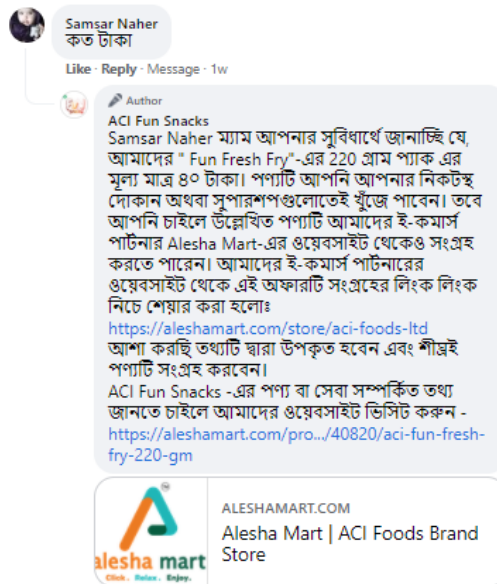 Samsar Naher
কত টাকা
Like · Reply · Message · 1w
Author
ACI Fun Snacks
Samsar Naher ম্যাম আপনার সুবিধার্থে জানাচ্ছি যে,
আমাদের " Fun Fresh Fry"-এর 220 গ্রাম প্যাক এর
মূল্য মাত্র ৪০ টাকা। পণ্যটি আপনি আপনার নিকটস্থ
দোকান অথবা সুপারশপগুলোতেই খুঁজে পাবেন। তবে
আপনি চাইলে উল্লেখিত পণ্যটি আমাদের ই-কমার্স
পার্টনার Alesha Mart-এর ওয়েবসাইট থেকেও সংগ্রহ
করতে পারেন। আমাদের ই-কমার্স পার্টনারের
ওয়েবসাইট থেকে এই অফারটি সংগ্রহের লিংক লিংক
নিচে শেয়ার করা হলোঃ
https://aleshamart.com/store/aci-foods-ltd
আশা করছি তথ্যটি দ্বারা উপকৃত হবেন এবং শীঘ্রই
পণ্যটি সংগ্রহ করবেন।
ACI Fun Snacks -এর পণ্য বা সেবা সম্পর্কিত তথ্য
জানতে চাইলে আমাদের ওয়েবসাইট ভিসিট করুন -
https://aleshamart.com/pro.../40820/aci-fun-fresh-
fry-220-gm
ALESHAMART.COM
Alesha Mart | ACI Foods Brand
Store
alesha mart
Click. Relax. Enjoy.